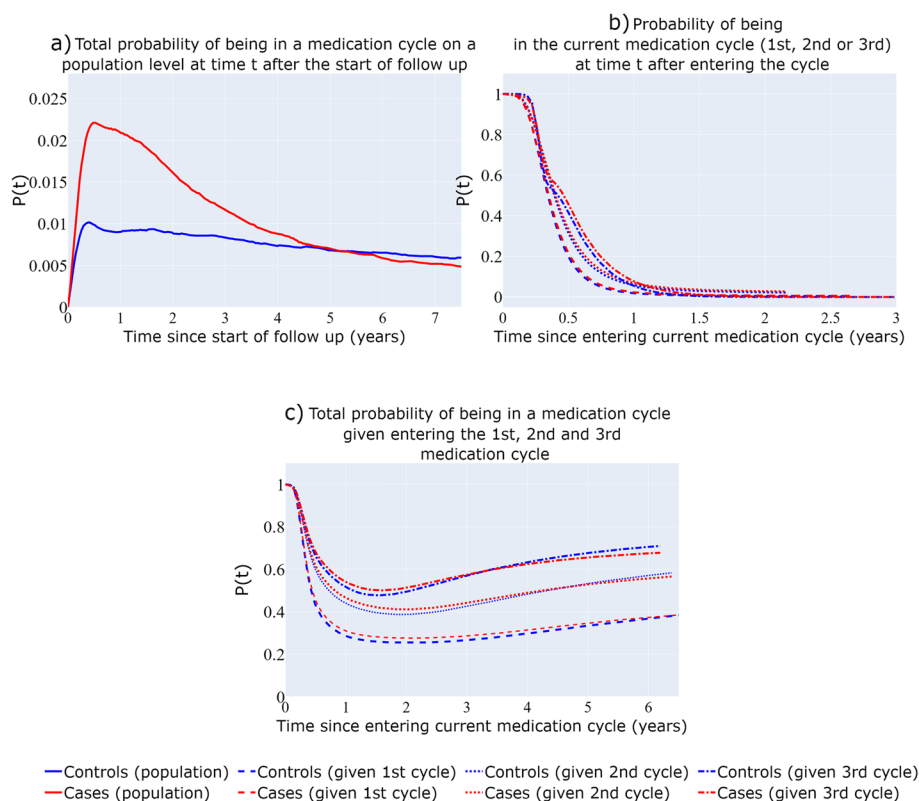 a) Total probability of being in a medication cycle on a
population level at time t after the start of follow up
0.025
0.02
0.015
0.01
0.005
0
P(t)
0 1 2 3 4 5 6 7
Time since start of follow up (years)
b) Probability of being
in the current medication cycle (1st, 2nd or 3rd)
at time t after entering the cycle
1
0.8
0.6
0.4
0.2
0
P(t)
0 0.5 1 1.5 2 2.5 3
Time since entering current medication cycle (years)
c) Total probability of being in a medication cycle
given entering the 1st, 2nd and 3rd
medication cycle
1
0.8
0.6
0.4
0.2
0
P(t)
0 1 2 3 4 5 6
Time since entering current medication cycle (years)
Controls (population) Controls (given 1st cycle) Controls (given 2nd cycle) Controls (given 3rd cycle)
Cases (population) Cases (given 1st cycle) Cases (given 2nd cycle) Cases (given 3rd cycle)